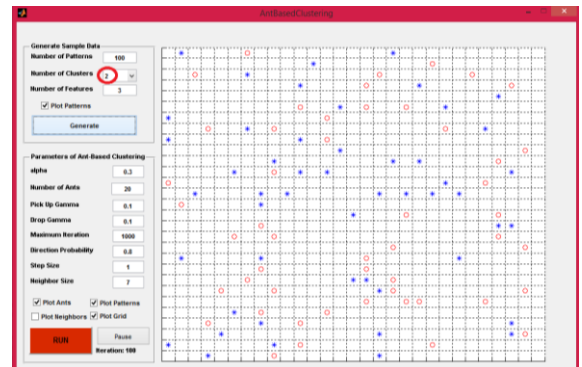 AntBasedClustering
Generate Sample Data
Number of Patterns 100
Number of Clusters 2
Number of Features 3
Plot Patterns
Generate
Parameters of Ant-Based Clustering
alpha 0.3
Number of Ants 20
Pick Up Gamma 0.1
Drop Gamma 0.1
Maximum Iteration 1000
Direction Probability 0.8
Step Size 1
Neighbor Size 7
Plot Ants Plot Patterns
Plot Neighbors Plot Grid
RUN Pause
Iteration: 100